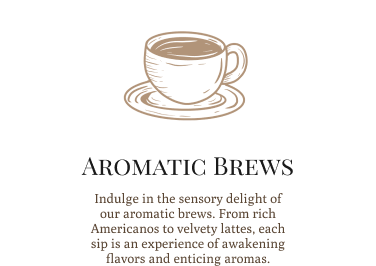 Aromatic Brews
Indulge in the sensory delight of
our aromatic brews. From rich
Americanos to velvety lattes, each
sip is an experience of awakening
flavors and enticing aromas.